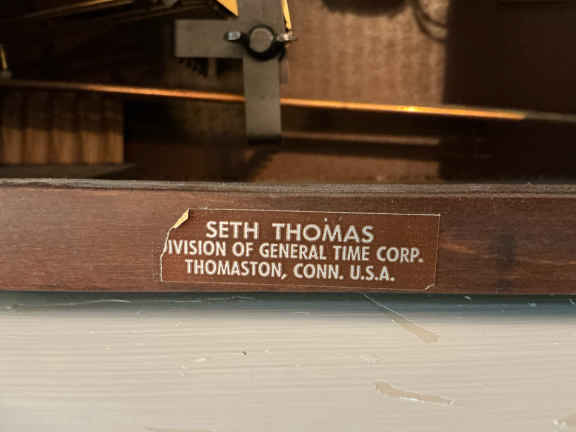 SETH THOMAS
IVISION OF GENERAL TIME CORP.
THOMASTON, CONN. U.S.A.